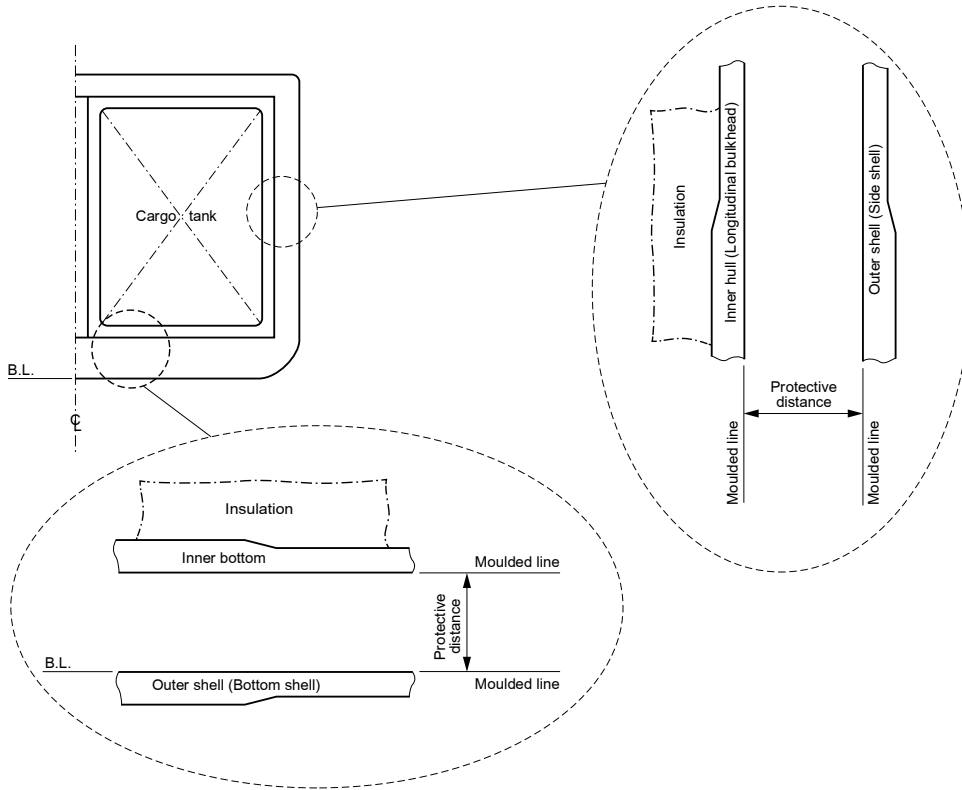 Cargo tank
B.L.
℄
Insulation
Inner hull (Longitudinal bulkhead)
Outer shell (Side shell)
Protective
distance
Moulded line
Moulded line
Insulation
Inner bottom
Moulded line
Protective
distance
B.L.
Outer shell (Bottom shell)
Moulded line